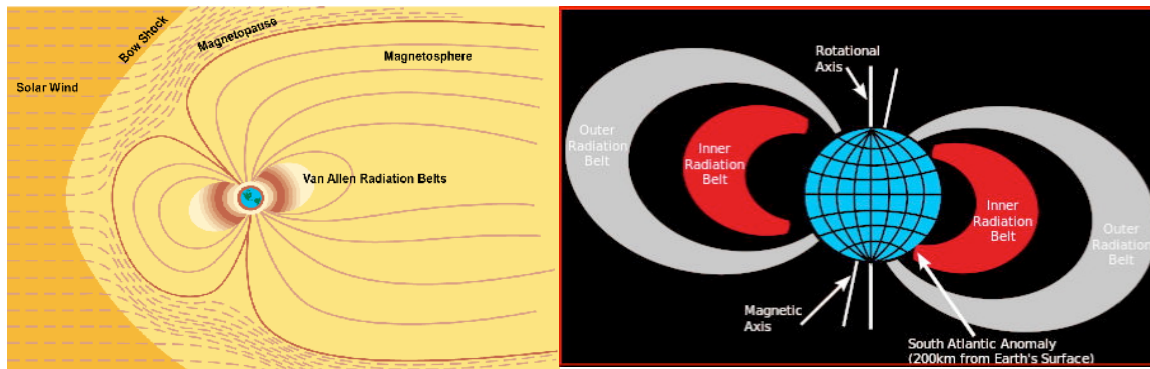 Bow Shock
Magnetopause
Magnetosphere
Solar Wind
Van Allen Radiation Belts
Rotational
Axis
Outer
Radiation
Belt
Inner
Radiation
Belt
Inner
Radiation
Belt
Outer
Radiation
Belt
Magnetic
Axis
South Atlantic Anomaly
(200km from Earth's Surface)